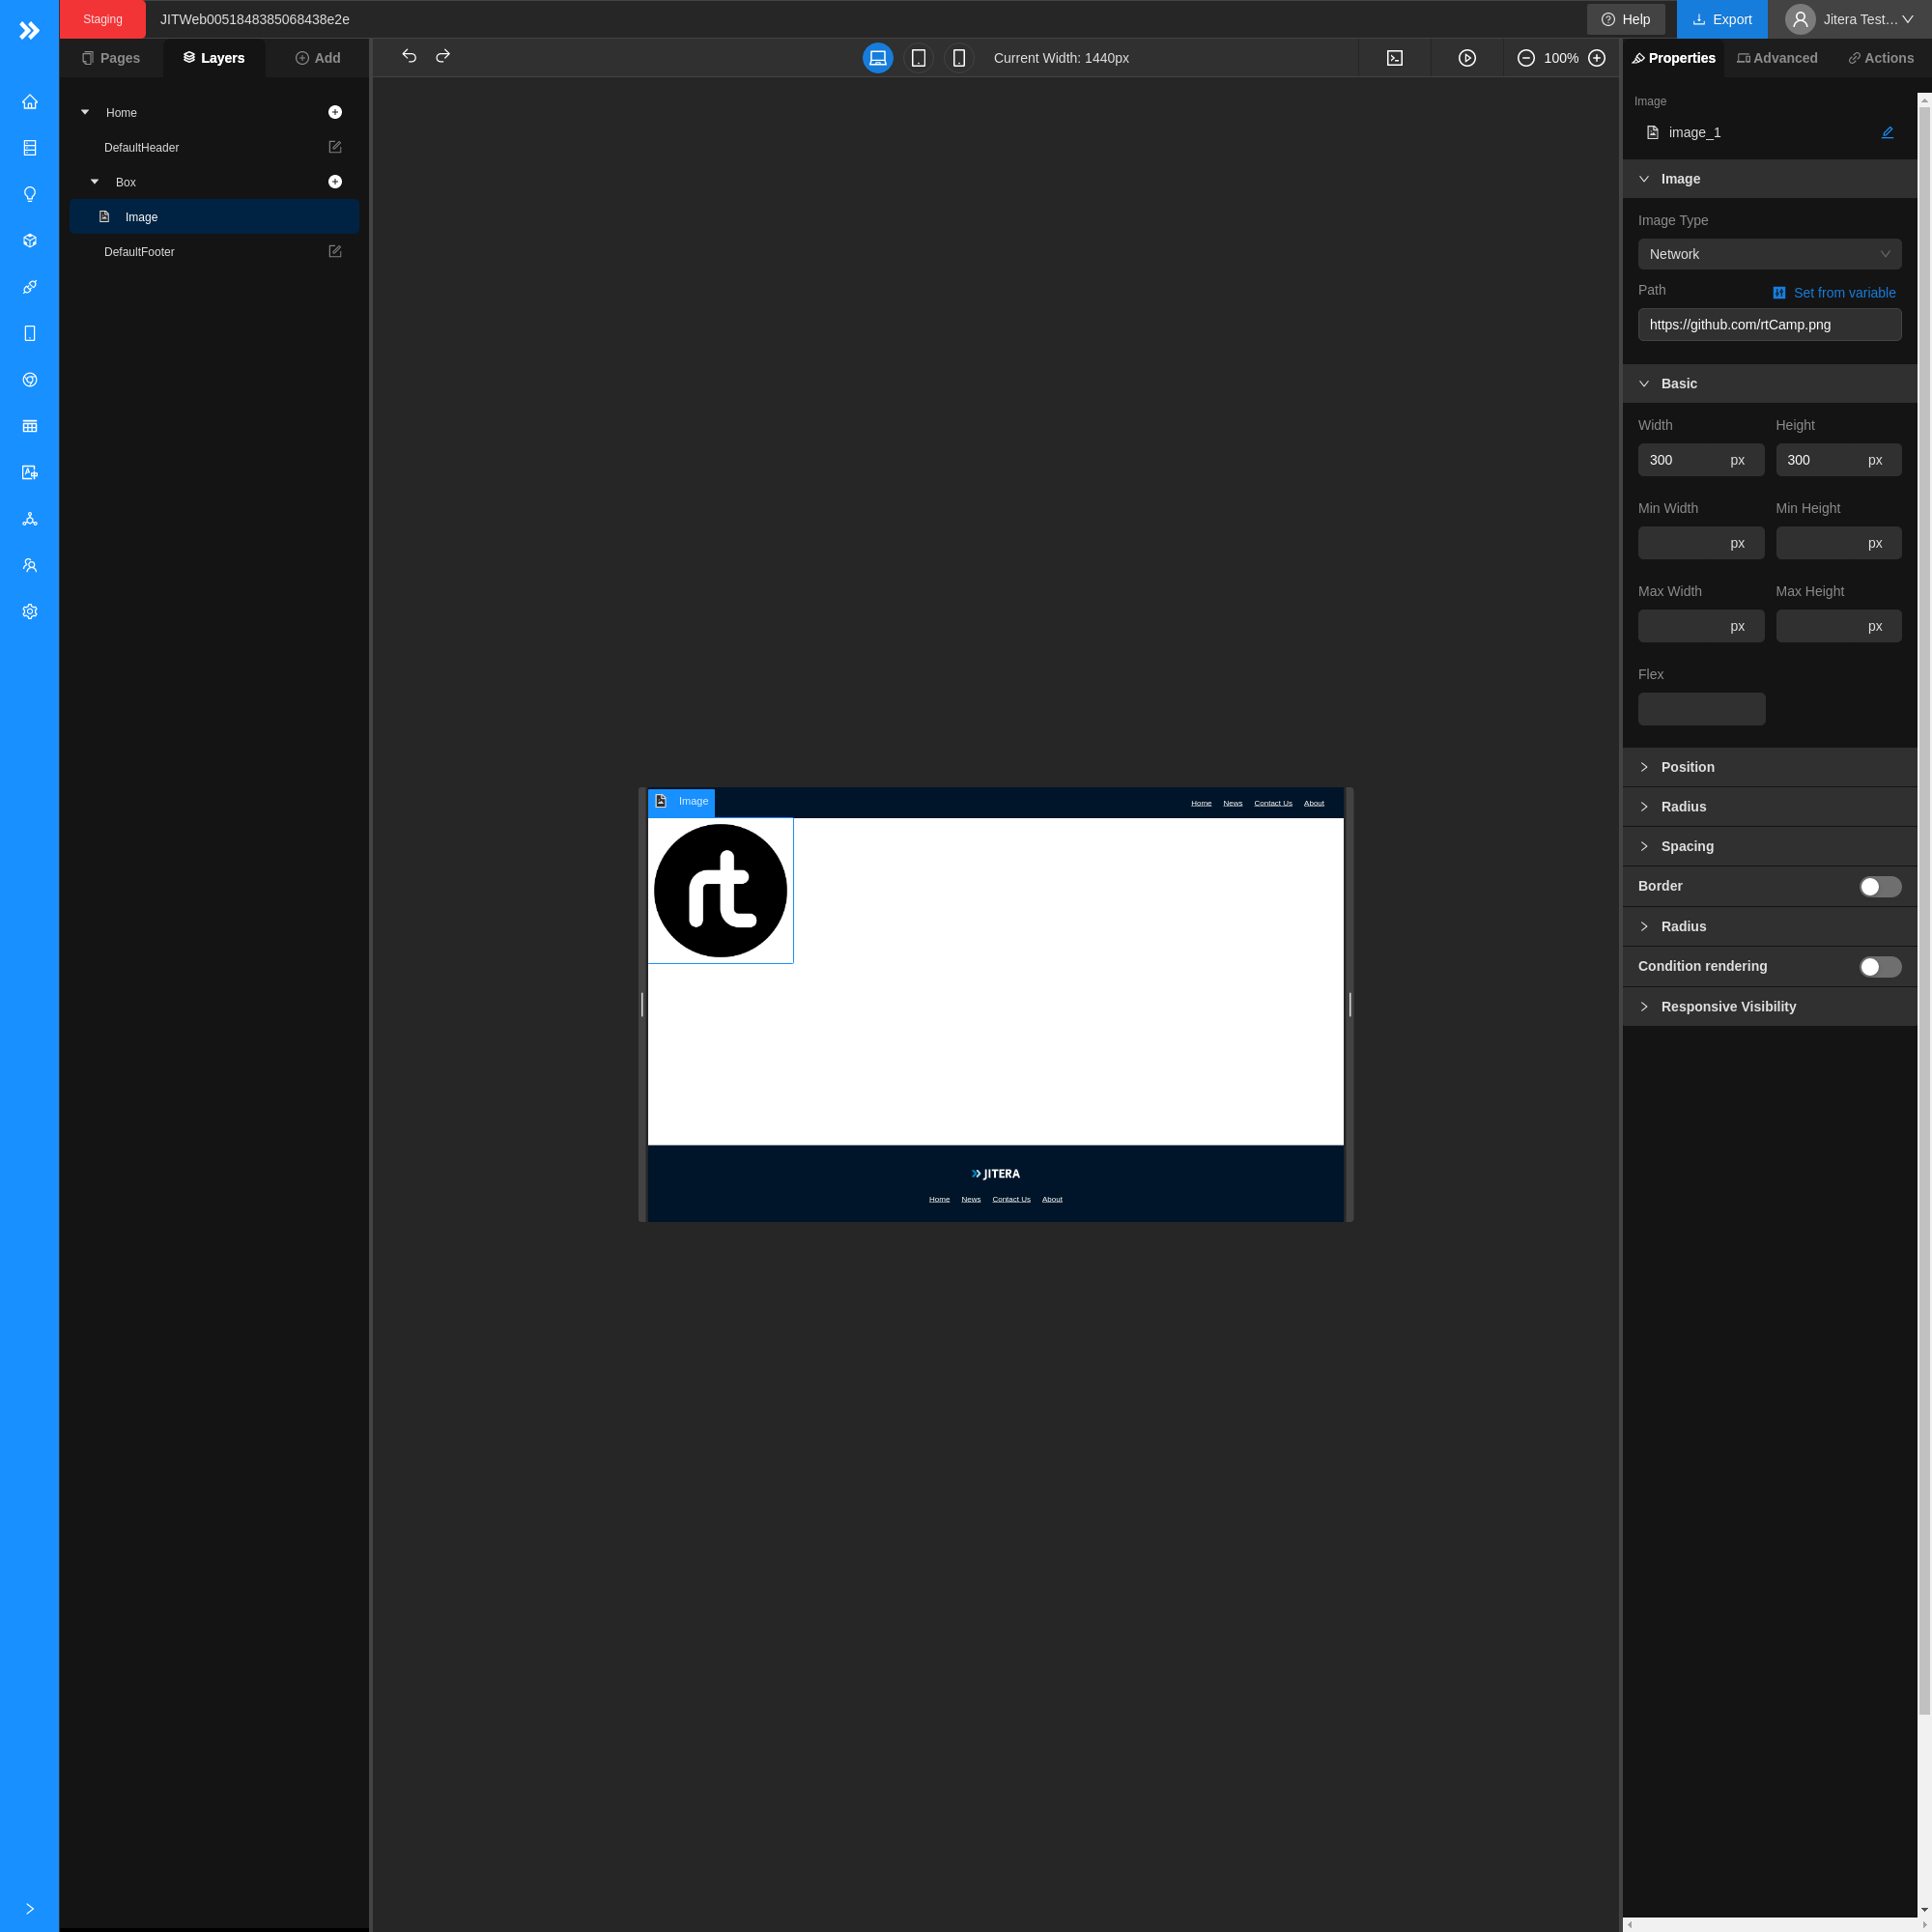 Staging
JITWeb0051848385068438e2e
Help
Export
Jitera Test...
Pages
Layers
Add
Current Width: 1440px
100%
Properties
Advanced
Actions
Home
DefaultHeader
Box
Image
DefaultFooter
Image
Home
News
Contact Us
About
rt
JITERA
Home
News
Contact Us
About
Image
image_1
Image
Image Type
Network
Path
Set from variable
https://github.com/rtCamp.png
Basic
Width
Height
300 px
300 px
Min Width
Min Height
px
px
Max Width
Max Height
px
px
Flex
Position
Radius
Spacing
Border
Radius
Condition rendering
Responsive Visibility